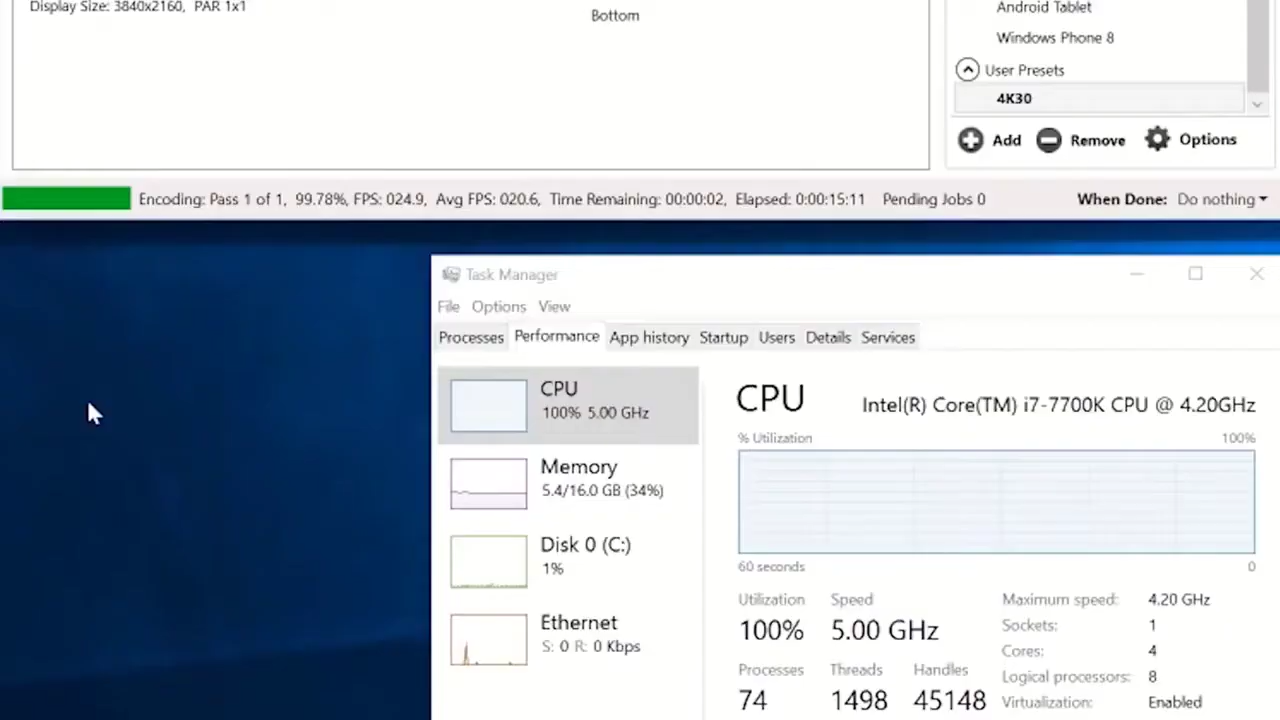 Display Size: 3840x2160, PAR 1x1
Bottom
Android Tablet
Windows Phone 8
User Presets
4K30
Add Remove Options
Encoding: Pass 1 of 1, 99.78%, FPS: 024.9, Avg FPS: 020.6, Time Remaining: 00:00:02, Elapsed: 0:00:15:11 Pending Jobs 0 When Done: Do nothing
Task Manager
File Options View
Processes Performance App history Startup Users Details Services
CPU
100% 5.00 GHz
Memory
5.4/16.0 GB (34%)
Disk 0 (C:)
1%
Ethernet
S: 0 R: 0 Kbps
CPU Intel(R) Core(TM) i7-7700K CPU @ 4.20GHz
% Utilization 100%
60 seconds 0
Utilization Speed
100% 5.00 GHz
Processes Threads Handles
74 1498 45148
Maximum speed: 4.20 GHz
Sockets: 1
Cores: 4
Logical processors: 8
Virtualization: Enabled